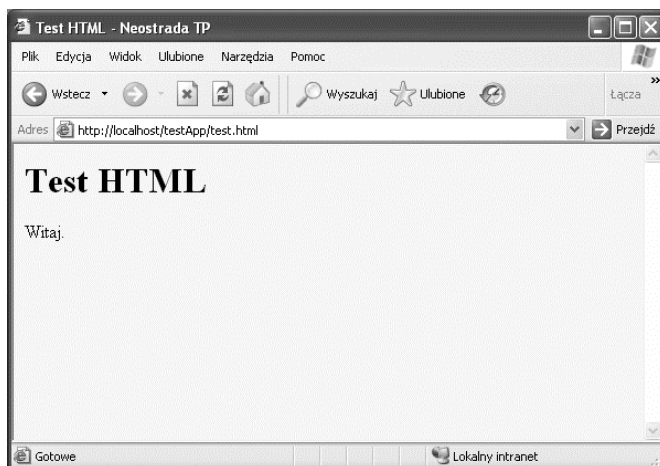 Test HTML - Neostrada TP
Plik Edycja Widok Ulubione Narzędzia Pomoc
Wstecz Wyszukaj Ulubione Łącza »
Adres http://localhost/testApp/test.html Przejdź
Test HTML
Witaj.
Gotowe Lokalny intranet